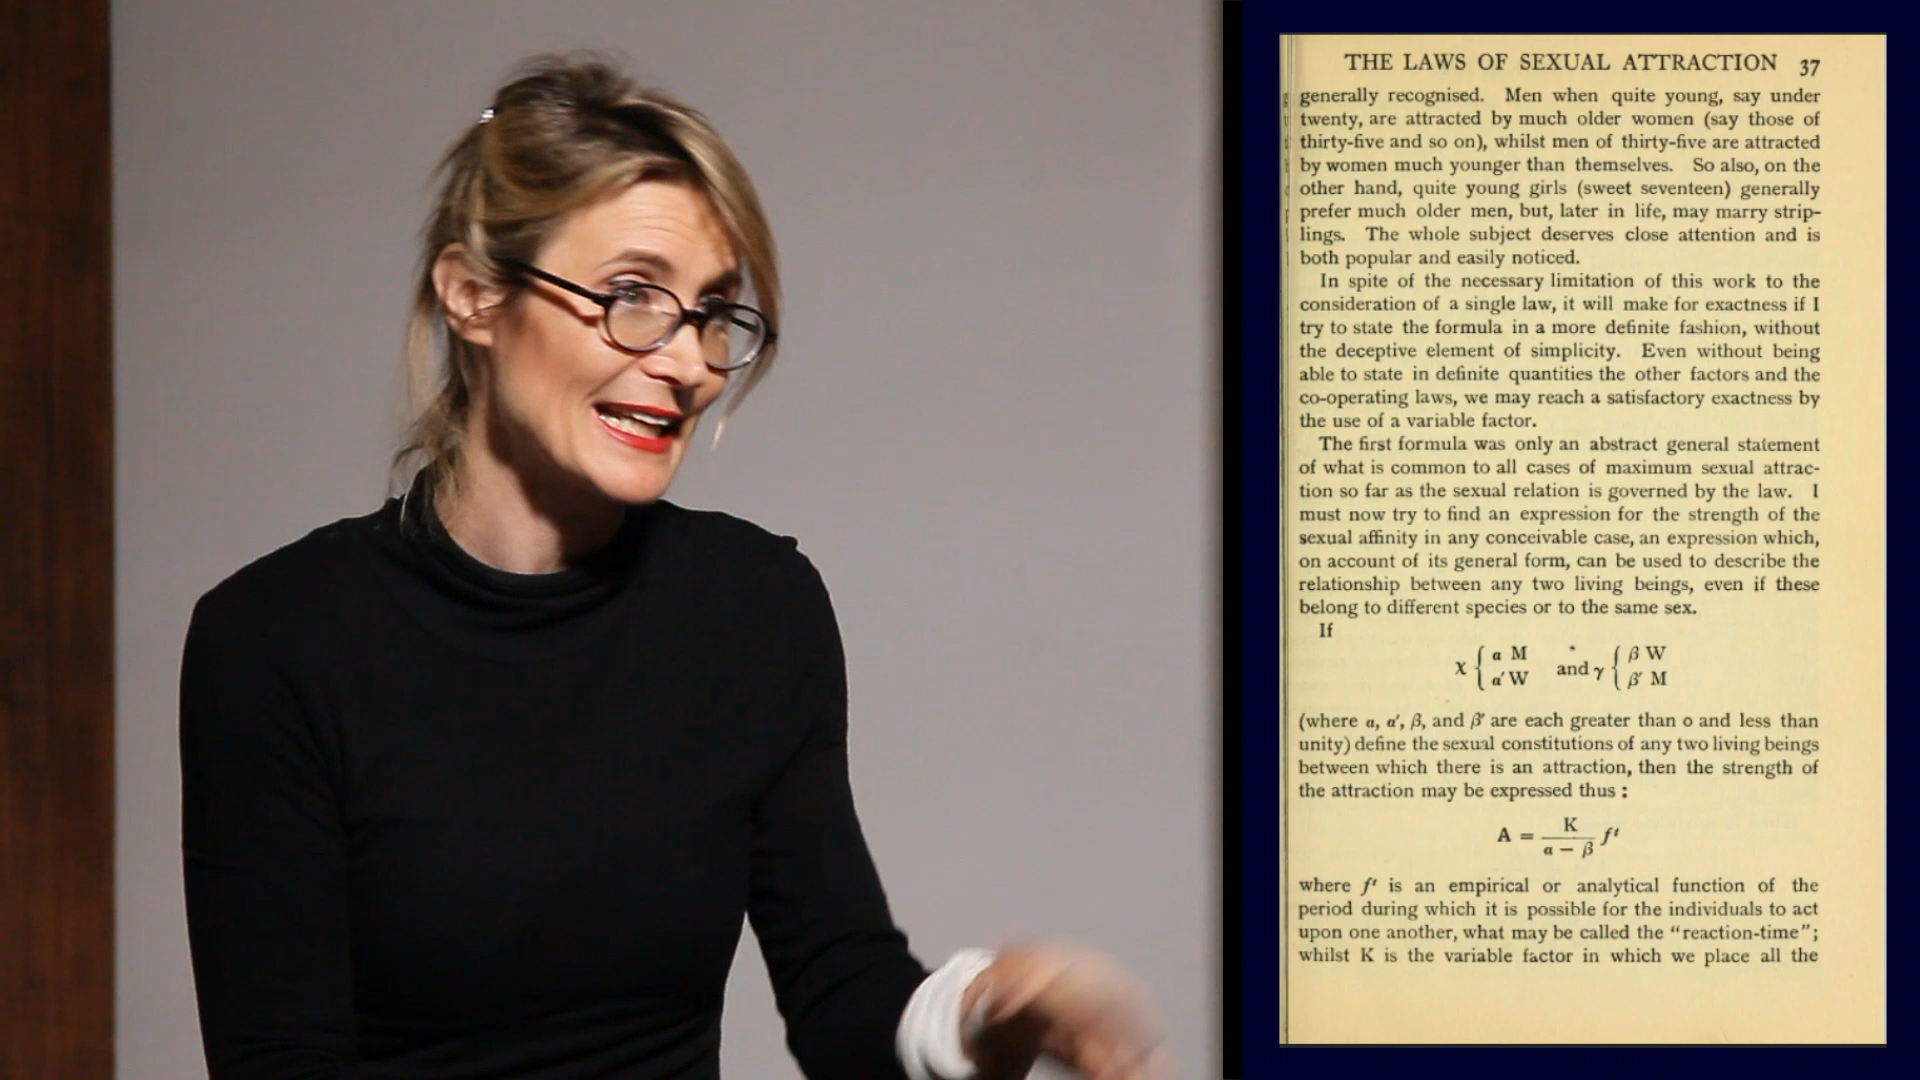 THE LAWS OF SEXUAL ATTRACTION 37
generally recognised. Men when quite young, say under
twenty, are attracted by much older women (say those of
thirty-five and so on), whilst men of thirty-five are attracted
by women much younger than themselves. So also, on the
other hand, quite young girls (sweet seventeen) generally
prefer much older men, but, later in life, may marry strip-
lings. The whole subject deserves close attention and is
both popular and easily noticed.
In spite of the necessary limitation of this work to the
consideration of a single law, it will make for exactness if I
try to state the formula in a more definite fashion, without
the deceptive element of simplicity. Even without being
able to state in definite quantities the other factors and the
co-operating laws, we may reach a satisfactory exactness by
the use of a variable factor.
The first formula was only an abstract general statement
of what is common to all cases of maximum sexual attrac-
tion so far as the sexual relation is governed by the law. I
must now try to find an expression for the strength of the
sexual affinity in any conceivable case, an expression which,
on account of its general form, can be used to describe the
relationship between any two living beings, even if these
belong to different species or to the same sex.
If
χ { α M α′ W and γ { β W β′ M
(where α, α′, β, and β′ are each greater than 0 and less than
unity) define the sexual constitutions of any two living beings
between which there is an attraction, then the strength of
the attraction may be expressed thus :
A = K / (α − β) fᵗ
where fᵗ is an empirical or analytical function of the
period during which it is possible for the individuals to act
upon one another, what may be called the “reaction-time”;
whilst K is the variable factor in which we place all the